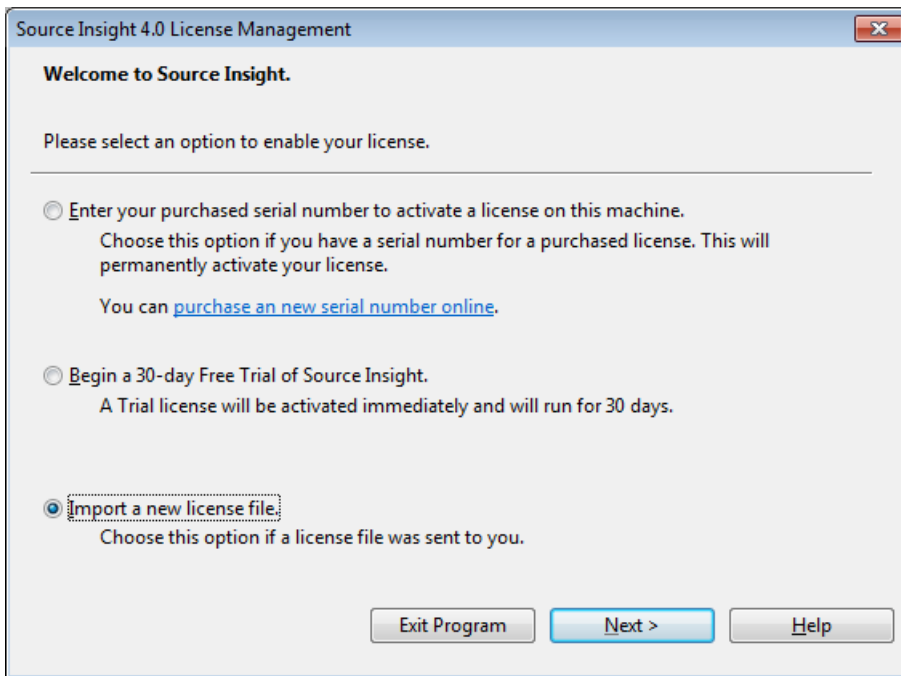 Source Insight 4.0 License Management
Welcome to Source Insight.
Please select an option to enable your license.
Enter your purchased serial number to activate a license on this machine.
Choose this option if you have a serial number for a purchased license. This will
permanently activate your license.
You can purchase an new serial number online.
Begin a 30-day Free Trial of Source Insight.
A Trial license will be activated immediately and will run for 30 days.
Import a new license file.
Choose this option if a license file was sent to you.
Exit Program
Next >
Help